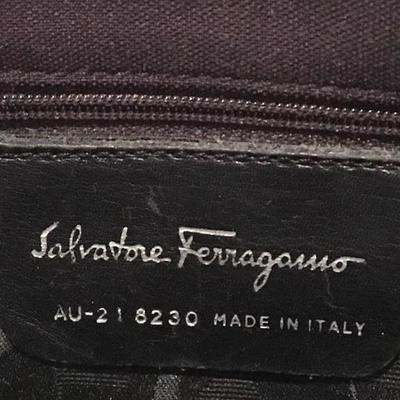 Salvatore Ferragamo
AU-21 8230 MADE IN ITALY